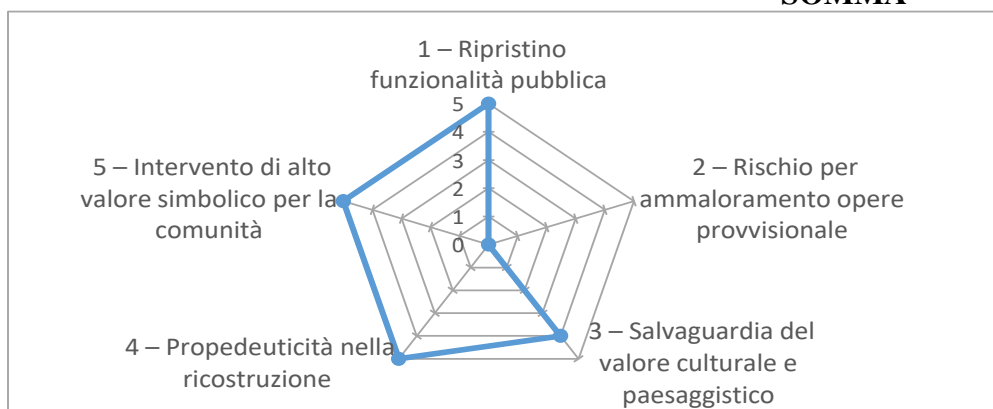 SOMMA
1 – Ripristino
funzionalità pubblica
5
4
3
2
1
0
2 – Rischio per
ammaloramento opere
provvisionale
3 – Salvaguardia del
valore culturale e
paesaggistico
4 – Propedeuticità nella
ricostruzione
5 – Intervento di alto
valore simbolico per la
comunità